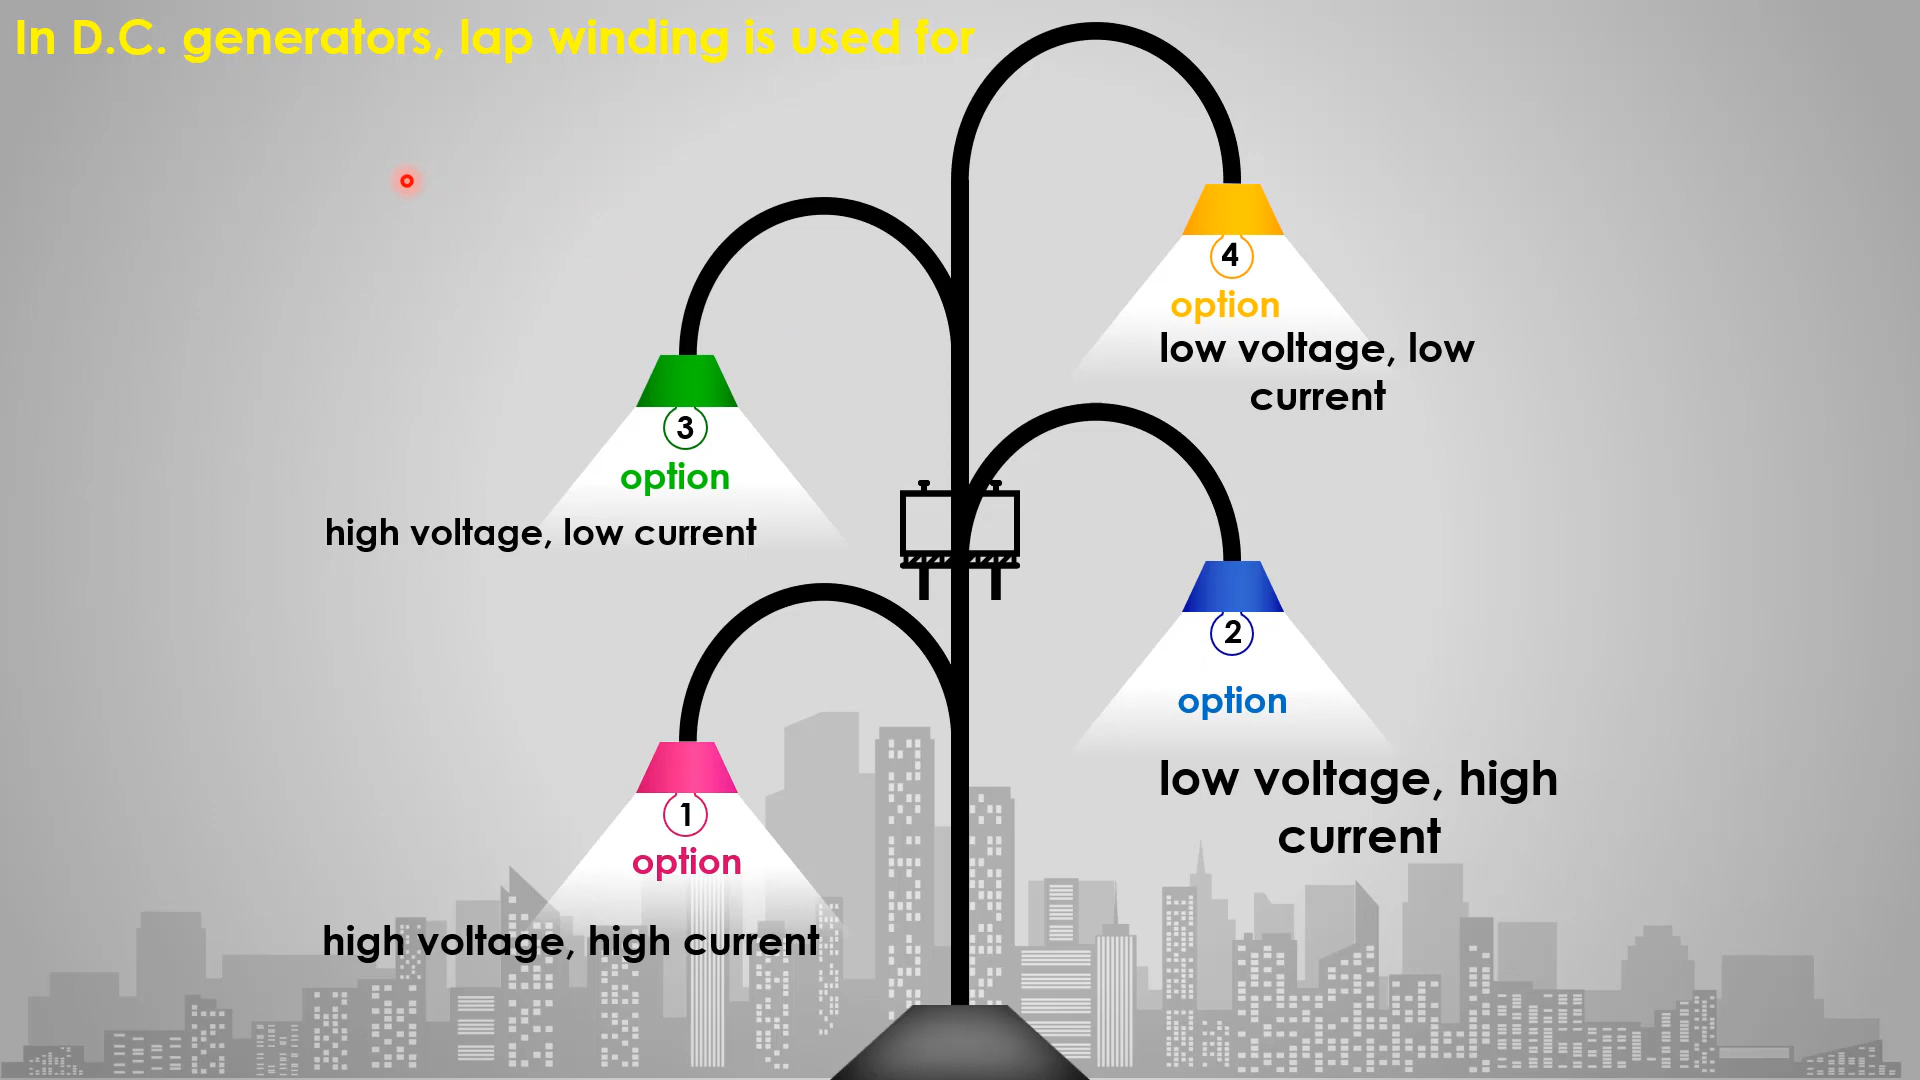 In D.C. generators, lap winding is used for
4
option
low voltage, low
current
3
option
high voltage, low current
2
option
low voltage, high
current
1
option
high voltage, high current